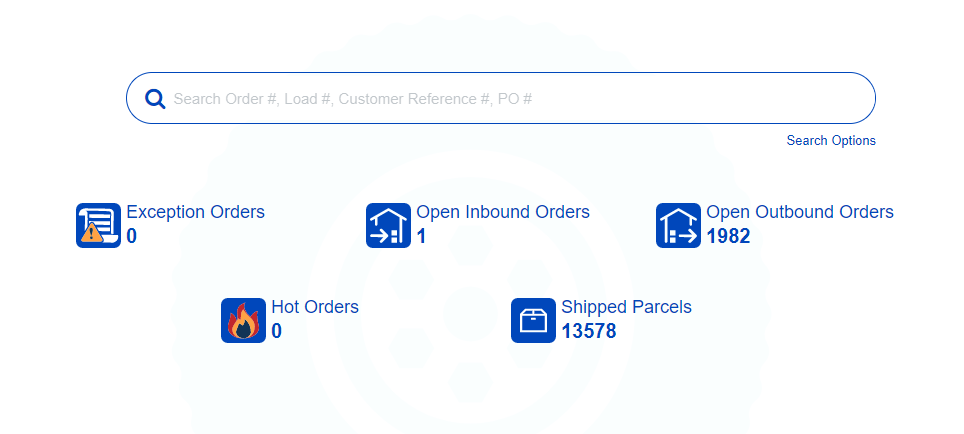 Search Order #, Load #, Customer Reference #, PO #
Search Options
Exception Orders
0
Open Inbound Orders
1
Open Outbound Orders
1982
Hot Orders
0
Shipped Parcels
13578